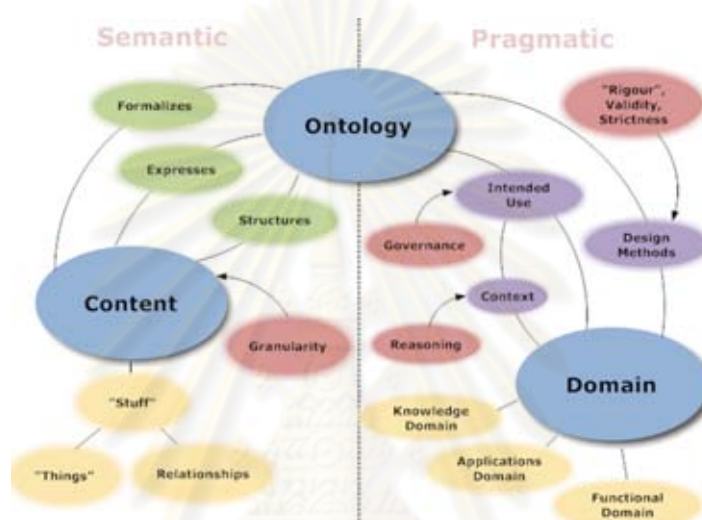 Semantic
Pragmatic
Formalizes
Ontology
"Rigour",
Validity,
Strictness
Expresses
Intended
Use
Structures
Governance
Design
Methods
Content
Context
Granularity
Reasoning
Domain
"Stuff"
Knowledge
Domain
"Things"
Relationships
Applications
Domain
Functional
Domain